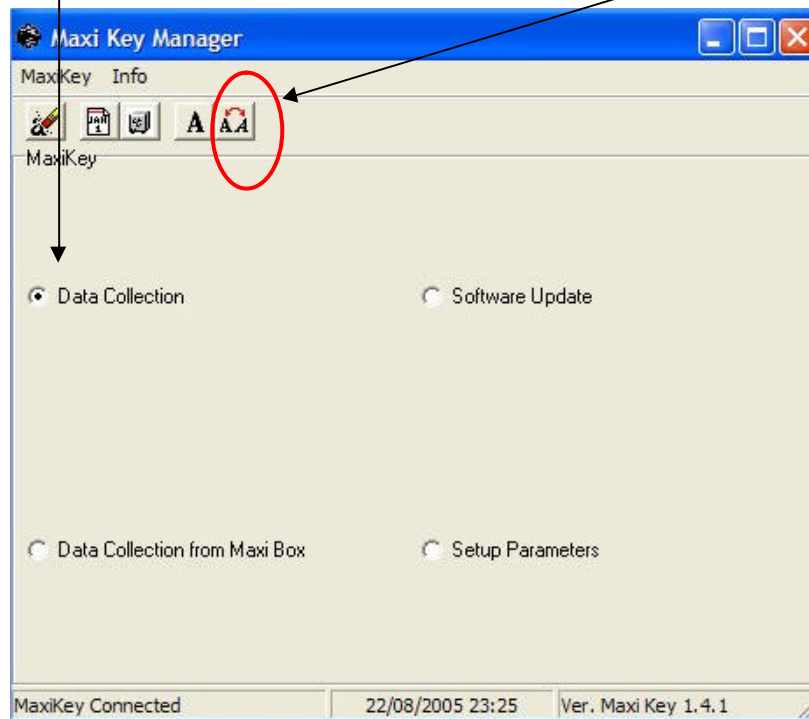 Maxi Key Manager
MaxiKey Info
A A A
MaxiKey
Data Collection Software Update
Data Collection from Maxi Box Setup Parameters
MaxiKey Connected 22/08/2005 23:25 Ver. Maxi Key 1.4.1